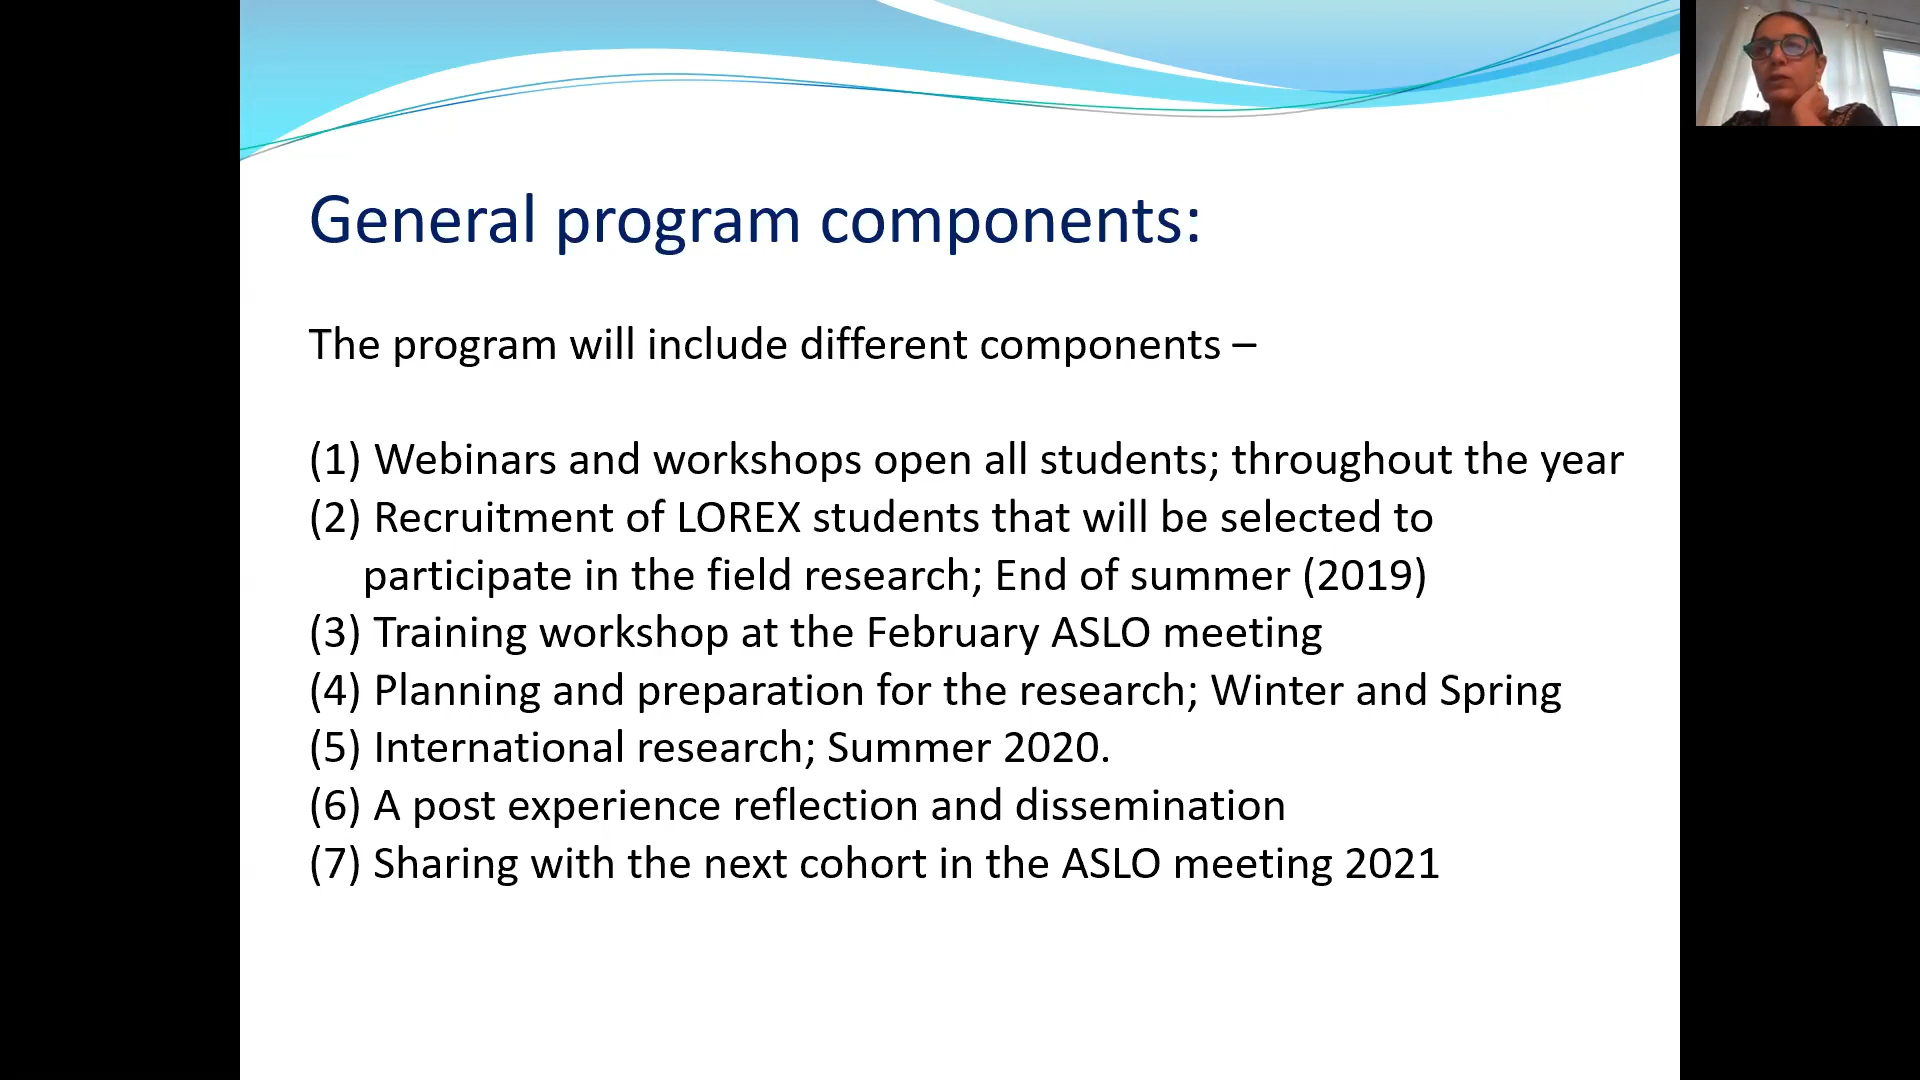 General program components:
The program will include different components –
(1) Webinars and workshops open all students; throughout the year
(2) Recruitment of LOREX students that will be selected to
participate in the field research; End of summer (2019)
(3) Training workshop at the February ASLO meeting
(4) Planning and preparation for the research; Winter and Spring
(5) International research; Summer 2020.
(6) A post experience reflection and dissemination
(7) Sharing with the next cohort in the ASLO meeting 2021